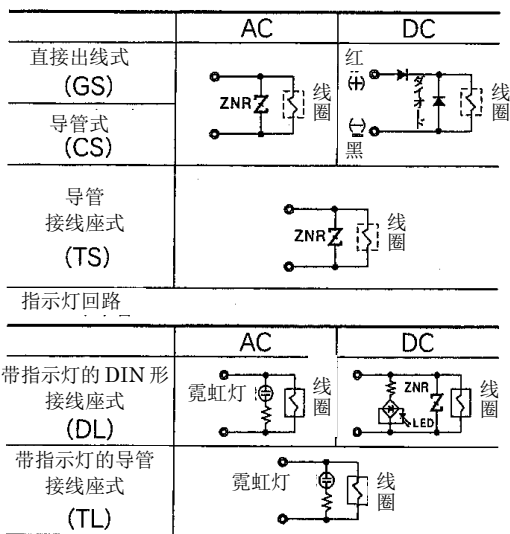 AC DC
直接出线式
(GS)
导管式
(CS)
ZNR
线圈
红
(+)
ダイオード
(-)
黑
线圈
导管
接线座式
(TS)
ZNR
线圈
指示灯回路
AC DC
带指示灯的 DIN 形
接线座式
(DL)
霓虹灯
线圈
ZNR
LED
线圈
带指示灯的导管
接线座式
(TL)
霓虹灯
线圈